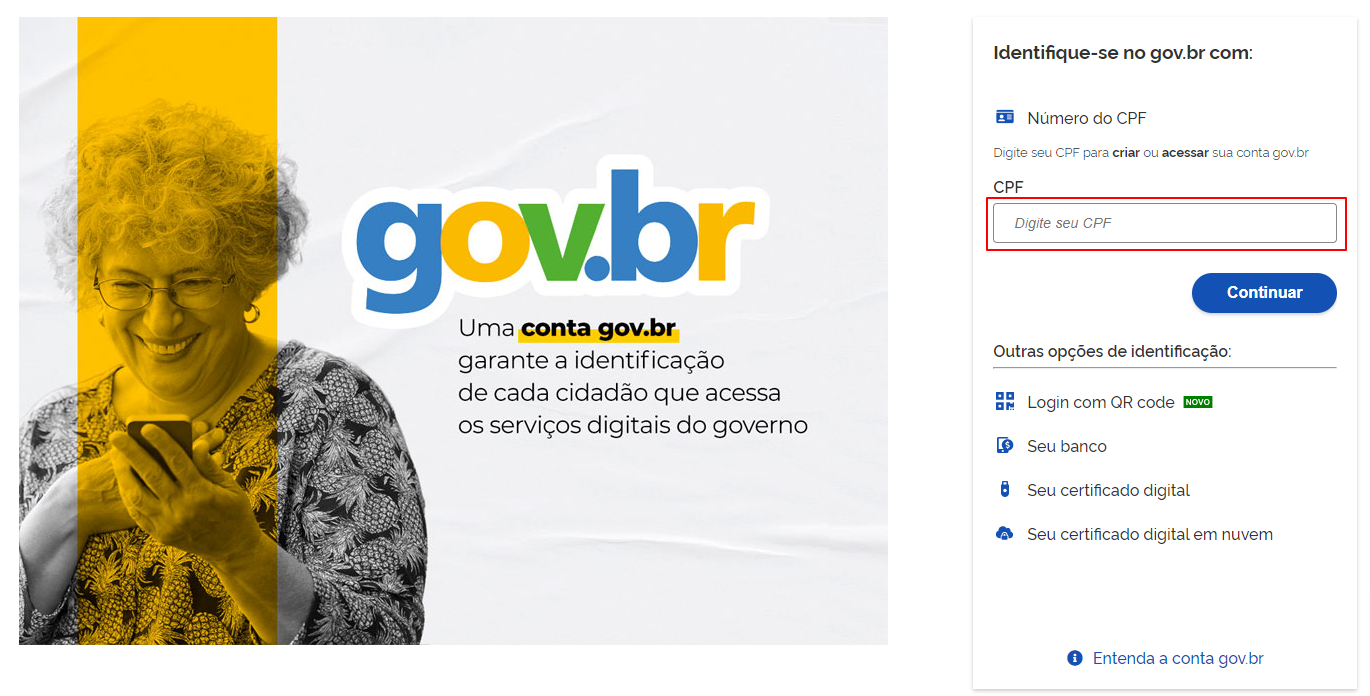 gov.br
Uma conta gov.br
garante a identificação
de cada cidadão que acessa
os serviços digitais do governo
Identifique-se no gov.br com:
Número do CPF
Digite seu CPF para criar ou acessar sua conta gov.br
CPF
Digite seu CPF
Continuar
Outras opções de identificação:
Login com QR code NOVO
Seu banco
Seu certificado digital
Seu certificado digital em nuvem
Entenda a conta gov.br